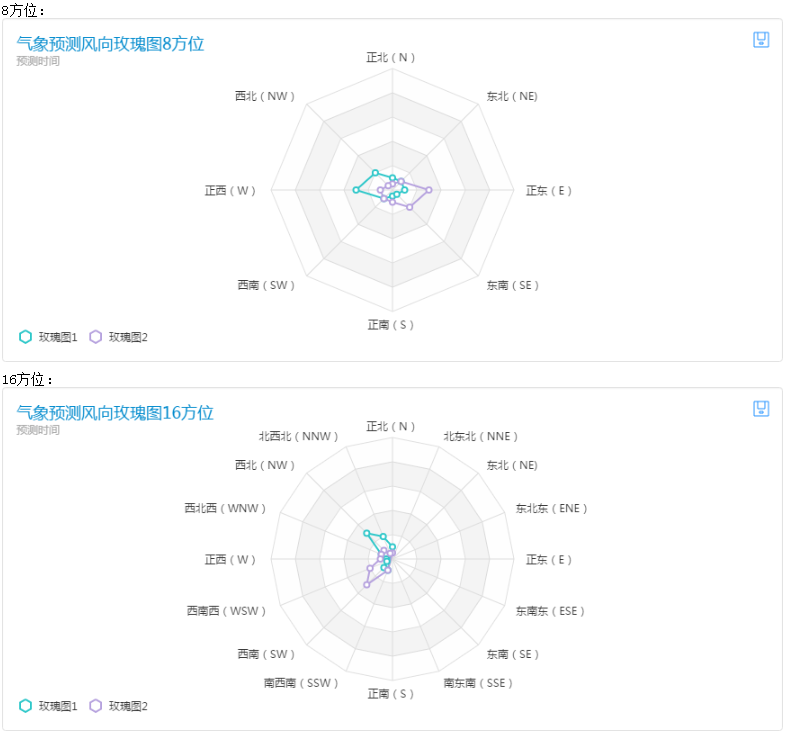 8方位：
气象预测风向玫瑰图8方位
预测时间
正北（N）
西北（NW）
东北（NE)
正西（W）
正东（E）
西南（SW）
东南（SE）
正南（S）
玫瑰图1 玫瑰图2
16方位：
气象预测风向玫瑰图16方位
预测时间
正北（N）
北西北（NNW） 北东北（NNE）
西北（NW） 东北（NE)
西北西（WNW） 东北东（ENE）
正西（W） 正东（E）
西南西（WSW） 东南东（ESE）
西南（SW） 东南（SE）
南西南（SSW） 南东南（SSE）
正南（S）
玫瑰图1 玫瑰图2